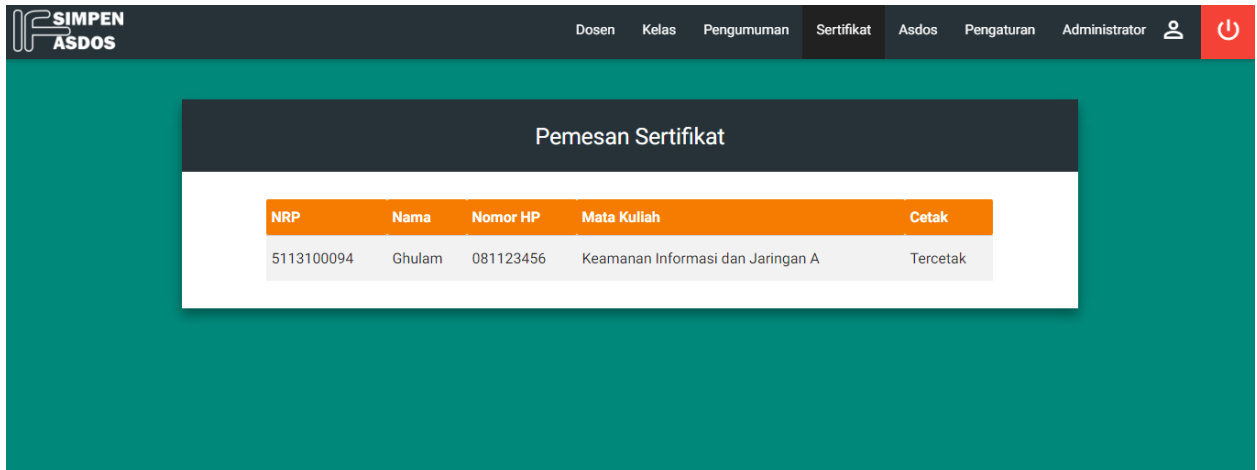 IF SIMPEN ASDOS
Dosen Kelas Pengumuman Sertifikat Asdos Pengaturan Administrator
Pemesan Sertifikat
NRP Nama Nomor HP Mata Kuliah Cetak
5113100094 Ghulam 081123456 Keamanan Informasi dan Jaringan A Tercetak